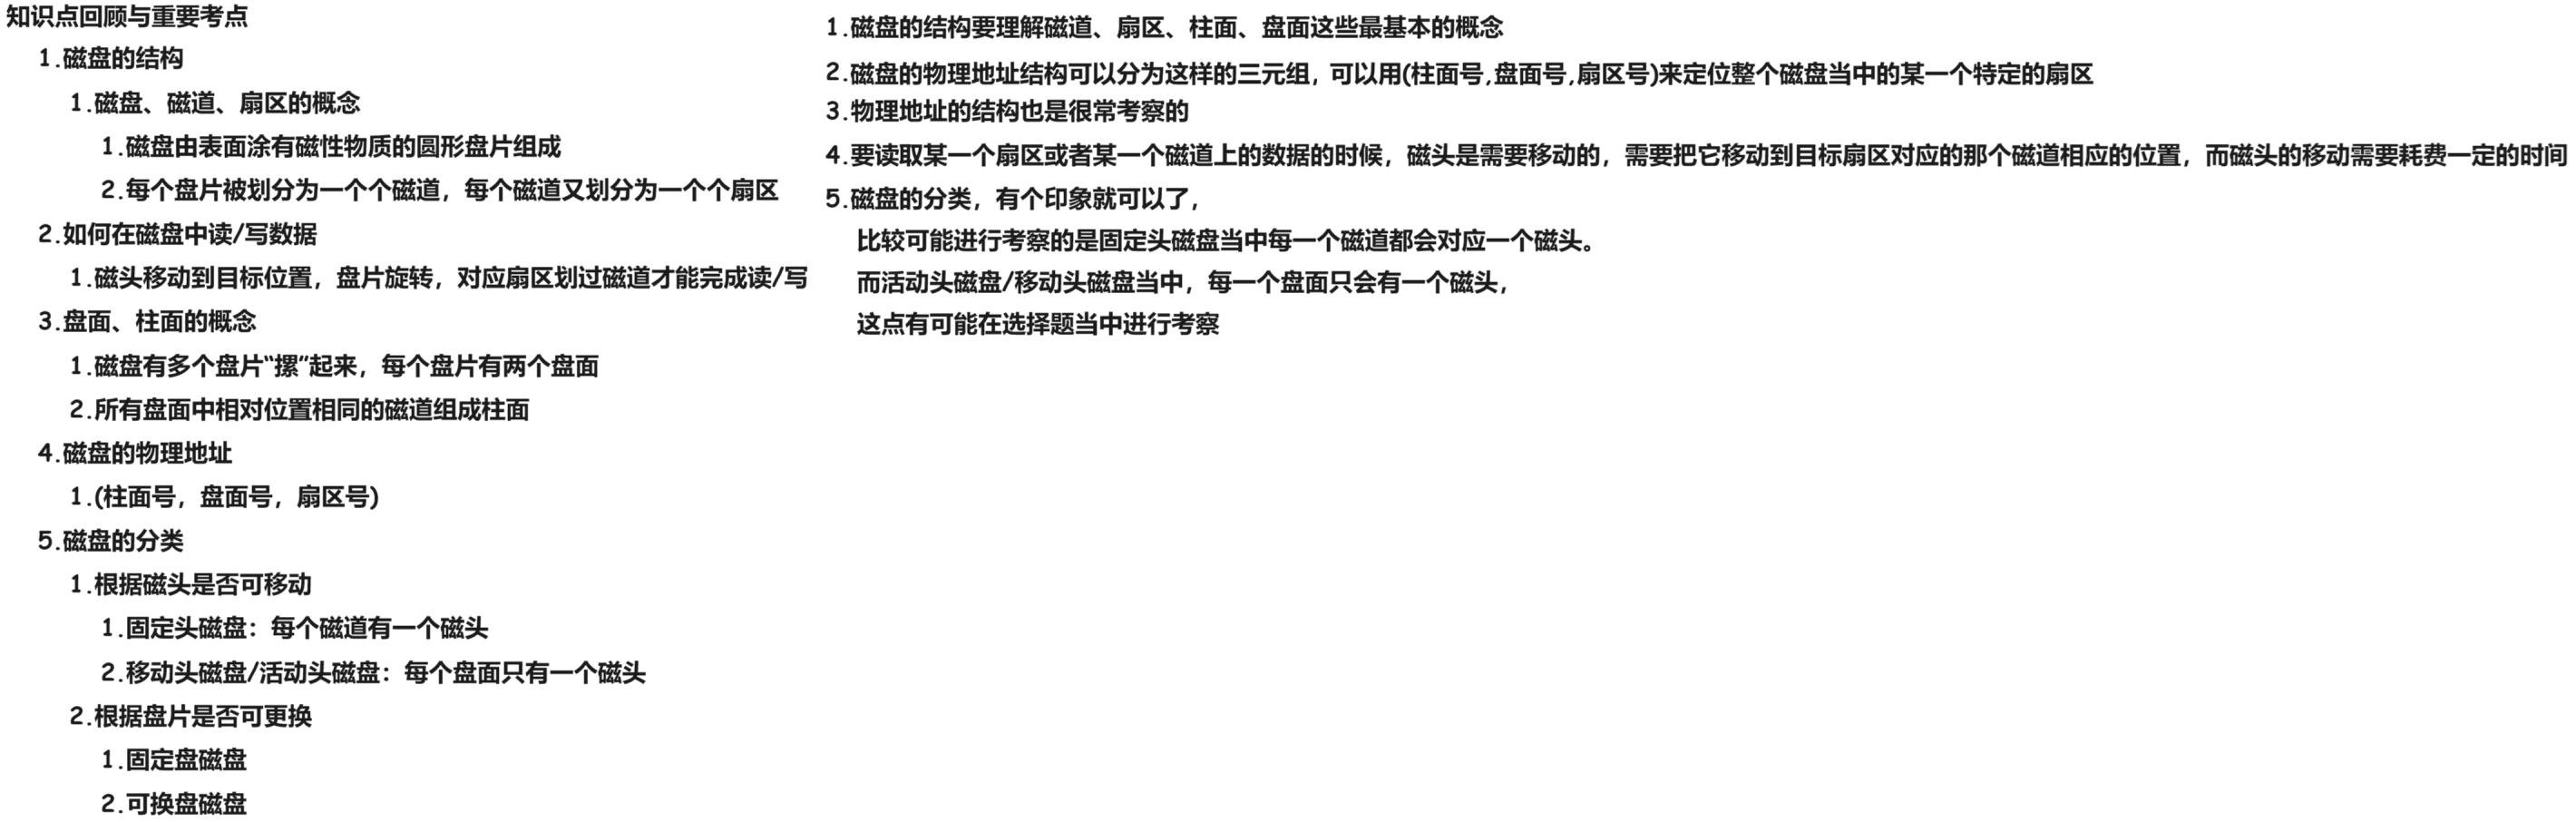 知识点回顾与重要考点
1.磁盘的结构
1.磁盘、磁道、扇区的概念
1.磁盘由表面涂有磁性物质的圆形盘片组成
2.每个盘片被划分为一个个磁道，每个磁道又划分为一个个扇区
2.如何在磁盘中读/写数据
1.磁头移动到目标位置，盘片旋转，对应扇区划过磁道才能完成读/写
3.盘面、柱面的概念
1.磁盘有多个盘片“摞”起来，每个盘片有两个盘面
2.所有盘面中相对位置相同的磁道组成柱面
4.磁盘的物理地址
1.(柱面号，盘面号，扇区号)
5.磁盘的分类
1.根据磁头是否可移动
1.固定头磁盘：每个磁道有一个磁头
2.移动头磁盘/活动头磁盘：每个盘面只有一个磁头
2.根据盘片是否可更换
1.固定盘磁盘
2.可换盘磁盘
1.磁盘的结构要理解磁道、扇区、柱面、盘面这些最基本的概念
2.磁盘的物理地址结构可以分为这样的三元组，可以用(柱面号,盘面号,扇区号)来定位整个磁盘当中的某一个特定的扇区
3.物理地址的结构也是很常考察的
4.要读取某一个扇区或者某一个磁道上的数据的时候，磁头是需要移动的，需要把它移动到目标扇区对应的那个磁道相应的位置，而磁头的移动需要耗费一定的时间
5.磁盘的分类，有个印象就可以了，
比较可能进行考察的是固定头磁盘当中每一个磁道都会对应一个磁头。
而活动头磁盘/移动头磁盘当中，每一个盘面只会有一个磁头，
这点有可能在选择题当中进行考察